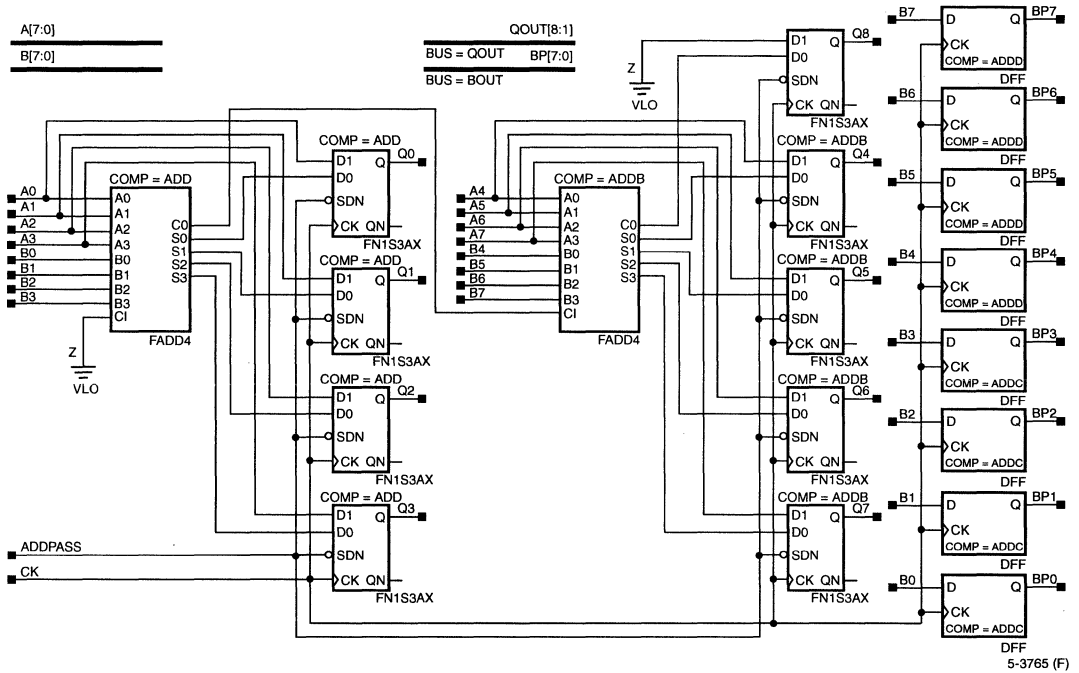 A[7:0]
B[7:0]
QOUT[8:1]
BUS = QOUT BP[7:0]
BUS = BOUT
COMP = ADD
A0
A1
A2
A3
B0
B1
B2
B3
A0
A1
A2
A3
B0
B1
B2
B3
CI
C0
S0
S1
S2
S3
FADD4
Z
VLO
ADDPASS
CK
COMP = ADD
D1 Q Q0
D0
SDN
CK QN
FN1S3AX
COMP = ADD
D1 Q Q1
D0
SDN
CK QN
FN1S3AX
COMP = ADD
D1 Q Q2
D0
SDN
CK QN
FN1S3AX
COMP = ADD
D1 Q Q3
D0
SDN
CK QN
FN1S3AX
COMP = ADDB
A4
A5
A6
A7
B4
B5
B6
B7
A0
A1
A2
A3
B0
B1
B2
B3
CI
C0
S0
S1
S2
S3
FADD4
Z
VLO
D1 Q Q8
D0
SDN
CK QN
FN1S3AX
COMP = ADDB
D1 Q Q4
D0
SDN
CK QN
FN1S3AX
COMP = ADDB
D1 Q Q5
D0
SDN
CK QN
FN1S3AX
COMP = ADDB
D1 Q Q6
D0
SDN
CK QN
FN1S3AX
COMP = ADDB
D1 Q Q7
D0
SDN
CK QN
FN1S3AX
B7 D Q BP7
CK
COMP = ADDD
DFF
B6 D Q BP6
CK
COMP = ADDD
DFF
B5 D Q BP5
CK
COMP = ADDD
DFF
B4 D Q BP4
CK
COMP = ADDD
DFF
B3 D Q BP3
CK
COMP = ADDC
DFF
B2 D Q BP2
CK
COMP = ADDC
DFF
B1 D Q BP1
CK
COMP = ADDC
DFF
B0 D Q BP0
CK
COMP = ADDC
DFF
5-3765 (F)